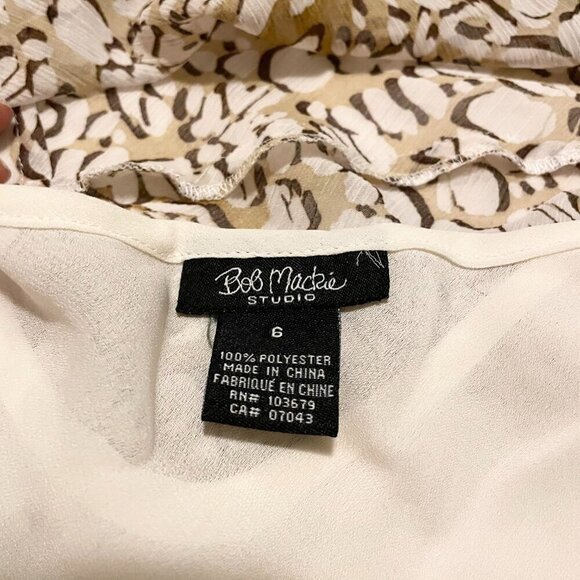 Bob Mackie
STUDIO
6
100% POLYESTER
MADE IN CHINA
FABRIQUÉ EN CHINE
RN# 103679
CA# 07043